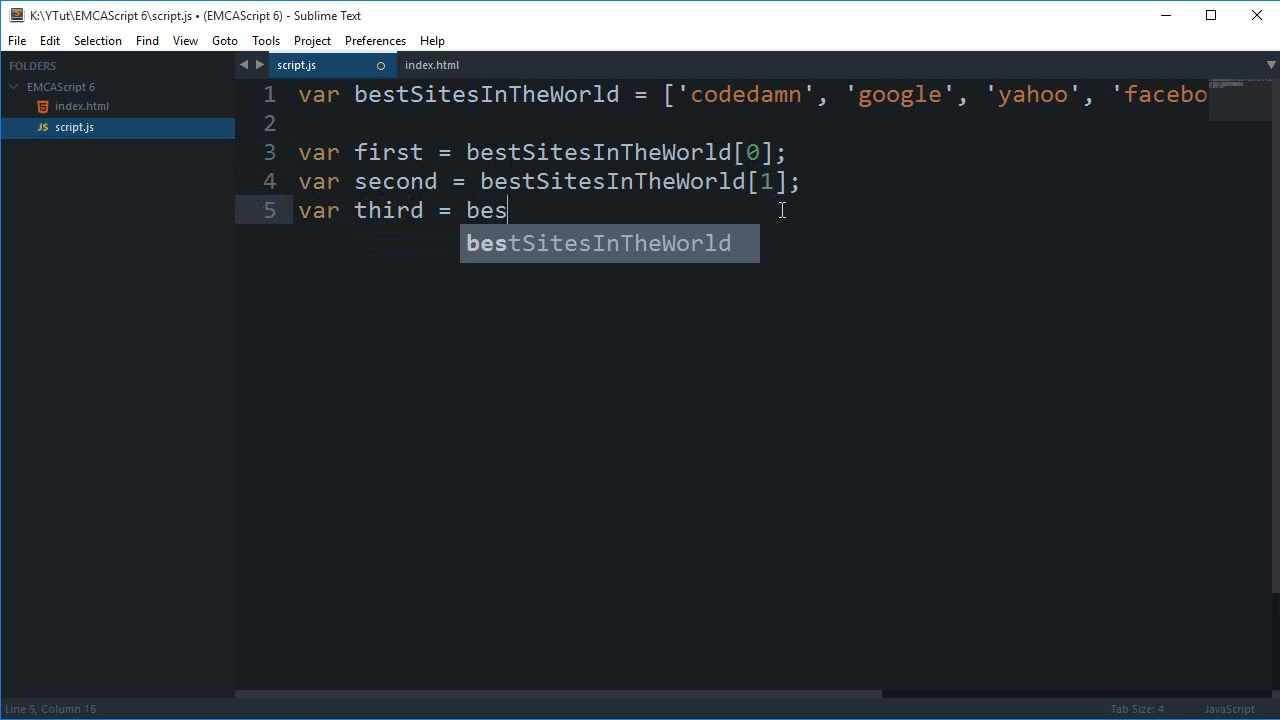 K:\YTut\EMCAScript 6\script.js • (EMCAScript 6) - Sublime Text
File Edit Selection Find View Goto Tools Project Preferences Help
FOLDERS
EMCAScript 6
index.html
JS script.js
script.js index.html
1 var bestSitesInTheWorld = ['codedamn', 'google', 'yahoo', 'facebo
2
3 var first = bestSitesInTheWorld[0];
4 var second = bestSitesInTheWorld[1];
5 var third = bes
bestSitesInTheWorld
Line 5, Column 16 Tab Size: 4 JavaScript